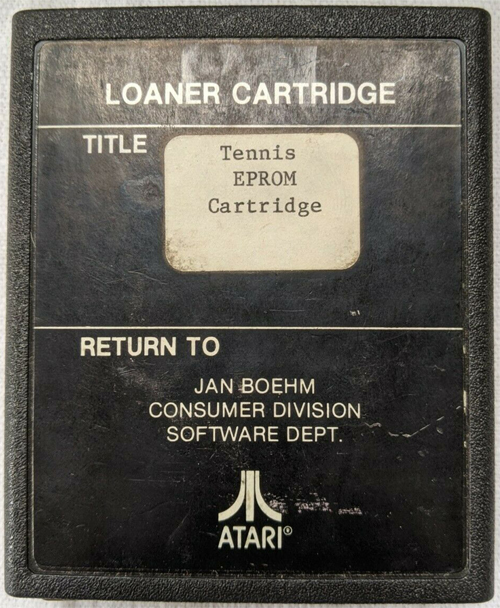 LOANER CARTRIDGE
TITLE
Tennis
EPROM
Cartridge
RETURN TO
JAN BOEHM
CONSUMER DIVISION
SOFTWARE DEPT.
ATARI®